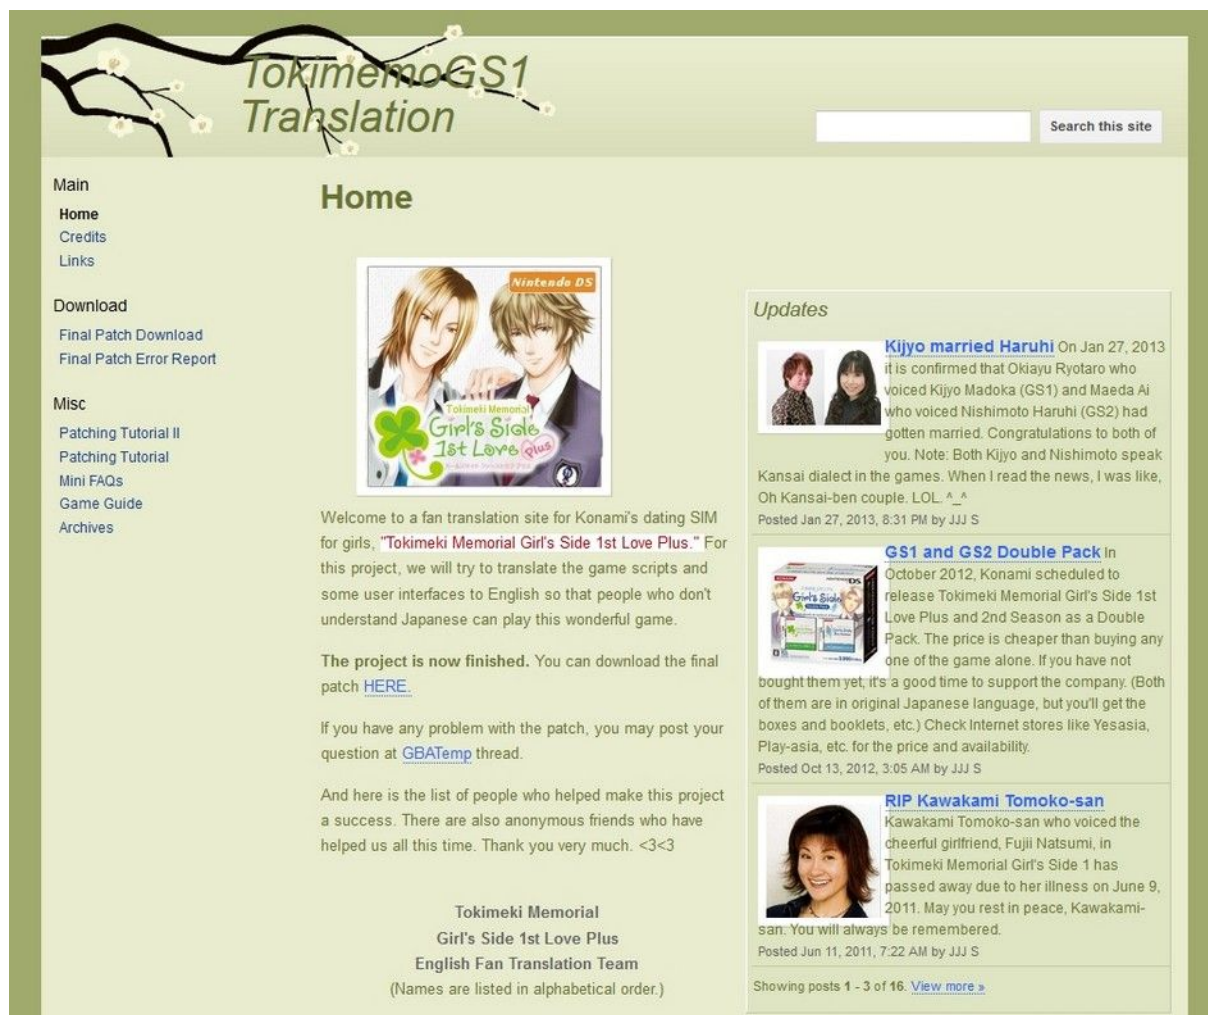 TokimemoGS1
Translation
Search this site
Main
Home
Credits
Links
Download
Final Patch Download
Final Patch Error Report
Misc
Patching Tutorial II
Patching Tutorial
Mini FAQs
Game Guide
Archives
Home
Nintendo DS
Tokimeki Memorial
Girl's Side
1st Love Plus
Welcome to a fan translation site for Konami's dating SIM
for girls, "Tokimeki Memorial Girl's Side 1st Love Plus." For
this project, we will try to translate the game scripts and
some user interfaces to English so that people who don't
understand Japanese can play this wonderful game.
The project is now finished. You can download the final
patch HERE.
If you have any problem with the patch, you may post your
question at GBATemp thread.
And here is the list of people who helped make this project
a success. There are also anonymous friends who have
helped us all this time. Thank you very much. <3<3
Tokimeki Memorial
Girl's Side 1st Love Plus
English Fan Translation Team
(Names are listed in alphabetical order.)
Updates
Kijyo married Haruhi On Jan 27, 2013
it is confirmed that Okiayu Ryotaro who
voiced Kijyo Madoka (GS1) and Maeda Ai
who voiced Nishimoto Haruhi (GS2) had
gotten married. Congratulations to both of
you. Note: Both Kijyo and Nishimoto speak
Kansai dialect in the games. When I read the news, I was like,
Oh Kansai-ben couple. LOL. ^_^
Posted Jan 27, 2013, 8:31 PM by JJJ S
GS1 and GS2 Double Pack In
October 2012, Konami scheduled to
release Tokimeki Memorial Girl's Side 1st
Love Plus and 2nd Season as a Double
Pack. The price is cheaper than buying any
one of the game alone. If you have not
bought them yet, it's a good time to support the company. (Both
of them are in original Japanese language, but you'll get the
boxes and booklets, etc.) Check Internet stores like Yesasia,
Play-asia, etc. for the price and availability.
Posted Oct 13, 2012, 3:05 AM by JJJ S
Girl's Side
RIP Kawakami Tomoko-san
Kawakami Tomoko-san who voiced the
cheerful girlfriend, Fujii Natsumi, in
Tokimeki Memorial Girl's Side 1 has
passed away due to her illness on June 9,
2011. May you rest in peace, Kawakami-
san. You will always be remembered.
Posted Jun 11, 2011, 7:22 AM by JJJ S
Showing posts 1 - 3 of 16. View more »